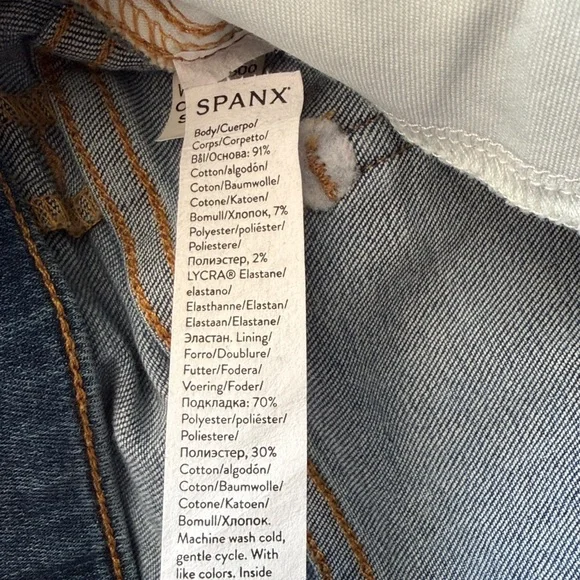 SPANX®
Body/Cuerpo/
Corps/Corpetto/
Bål/Основа: 91%
Cotton/algodón/
Coton/Baumwolle/
Cotone/Katoen/
Bomull/Хлопок, 7%
Polyester/poliéster/
Poliestere/
Полиэстер, 2%
LYCRA® Elastane/
elastano/
Elasthanne/Elastan/
Elastaan/Elastane/
Эластан. Lining/
Forro/Doublure/
Futter/Fodera/
Voering/Foder/
Подкладка: 70%
Polyester/poliéster/
Poliestere/
Полиэстер, 30%
Cotton/algodón/
Coton/Baumwolle/
Cotone/Katoen/
Bomull/Хлопок.
Machine wash cold,
gentle cycle. With
like colors. Inside